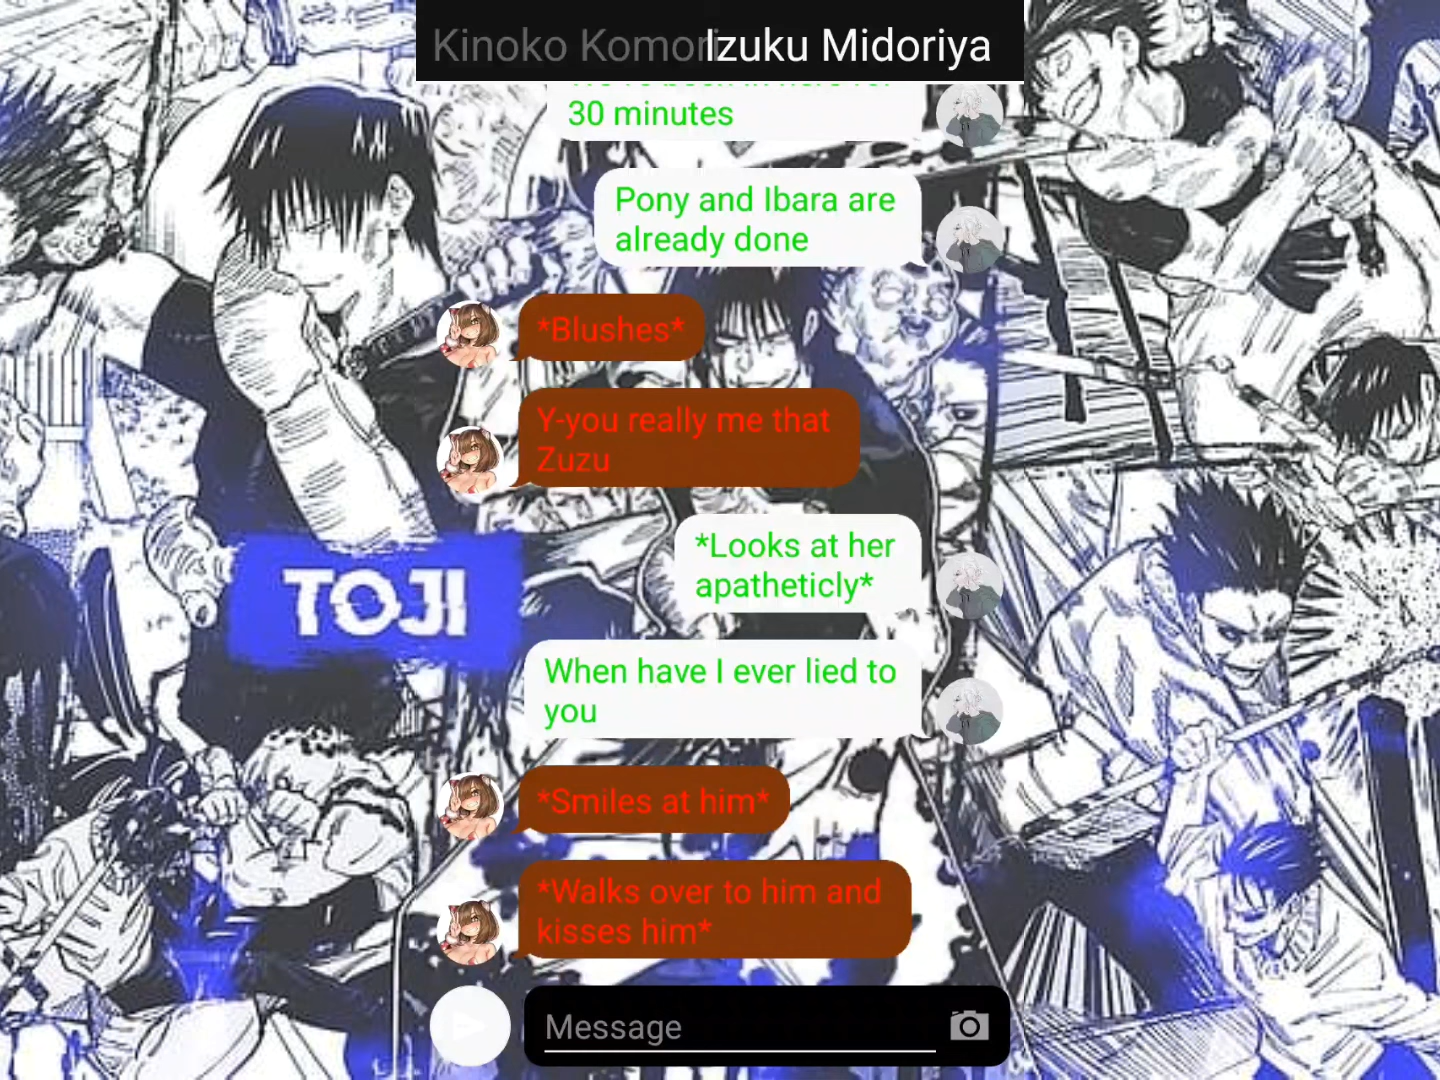 Kinoko Komori
Izuku Midoriya
30 minutes
Pony and Ibara are
already done
*Blushes*
Y-you really me that
Zuzu
*Looks at her
apatheticly*
When have I ever lied to
you
TOJI
*Smiles at him*
*Walks over to him and
kisses him*
Message